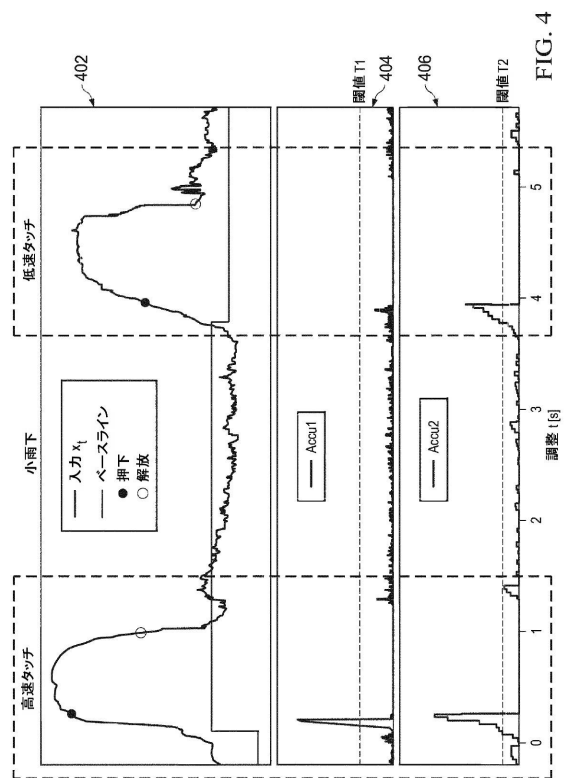 高速タッチ
小雨下
低速タッチ
402
入力 xt
ベースライン
押下
解放
閾値 T1
404
Accu1
406
閾値 T2
Accu2
0
1
2
3
4
5
調整 t [s]
FIG. 4